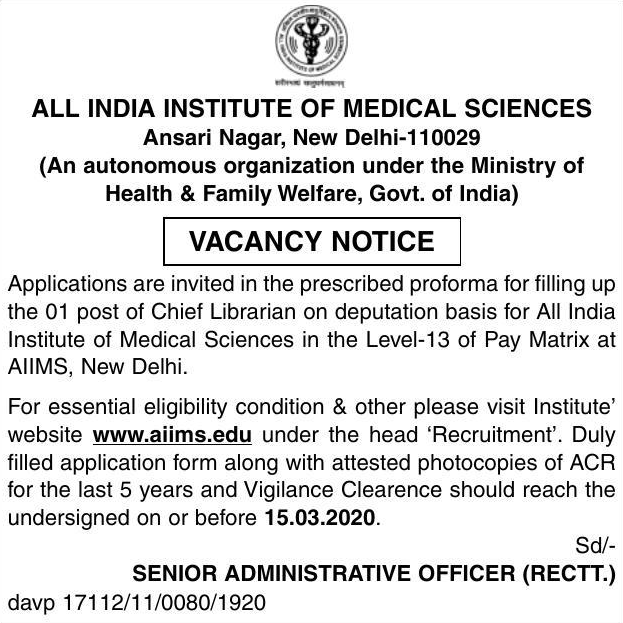 ALL INDIA INSTITUTE OF MEDICAL SCIENCES
Ansari Nagar, New Delhi-110029
(An autonomous organization under the Ministry of
Health & Family Welfare, Govt. of India)
VACANCY NOTICE
Applications are invited in the prescribed proforma for filling up
the 01 post of Chief Librarian on deputation basis for All India
Institute of Medical Sciences in the Level-13 of Pay Matrix at
AIIMS, New Delhi.
For essential eligibility condition & other please visit Institute’
website www.aiims.edu under the head ‘Recruitment’. Duly
filled application form along with attested photocopies of ACR
for the last 5 years and Vigilance Clearence should reach the
undersigned on or before 15.03.2020.
Sd/-
SENIOR ADMINISTRATIVE OFFICER (RECTT.)
davp 17112/11/0080/1920